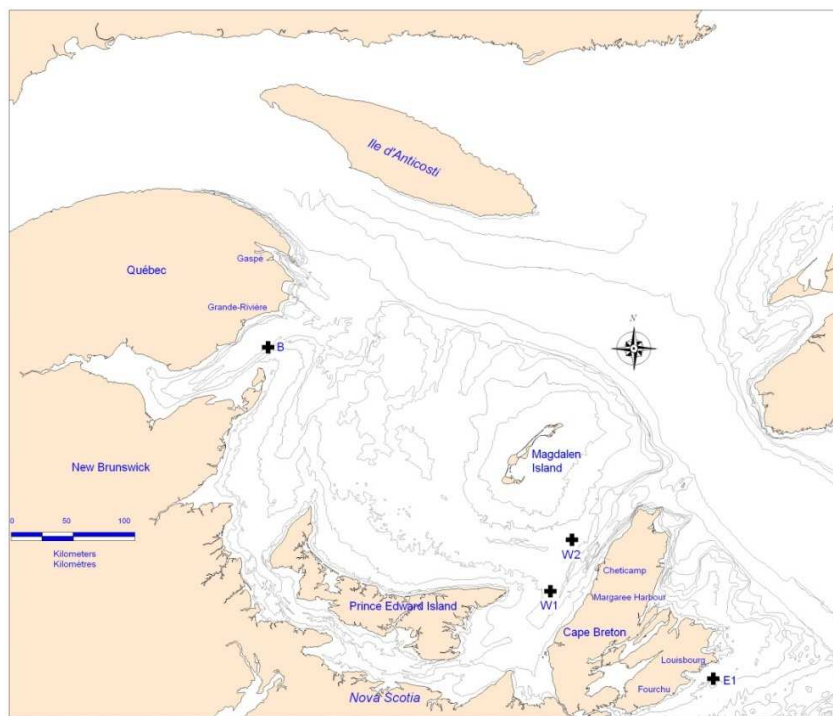 Ile d'Anticosti
Gaspe
Québec
Grande-Rivière
N
B
Magdalen
Island
New Brunswick
0 50 100
Kilometers
Kilomètres
W2
Cheticamp
W1
Margaree Harbour
Prince Edward Island
Cape Breton
Louisbourg
E1
Fourchu
Nova Scotia